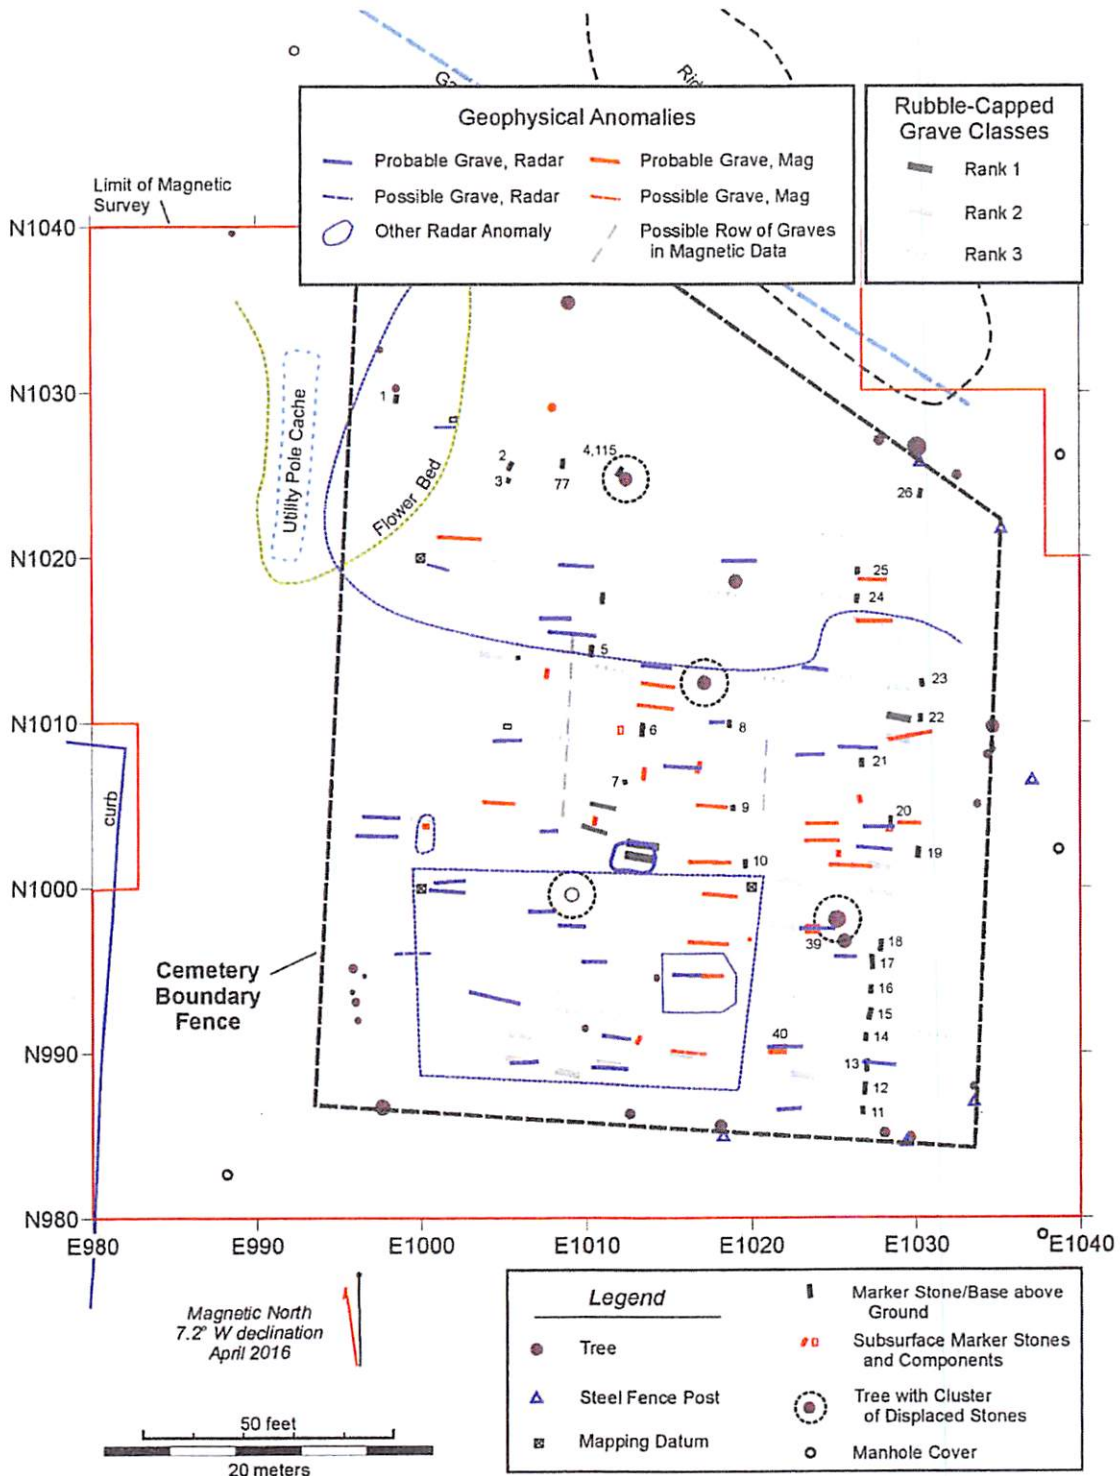 Geophysical Anomalies
Probable Grave, Radar
Probable Grave, Mag
Possible Grave, Radar
Possible Grave, Mag
Other Radar Anomaly
Possible Row of Graves
in Magnetic Data
Rubble-Capped
Grave Classes
Rank 1
Rank 2
Rank 3
Limit of Magnetic
Survey
N1040
N1030
N1020
N1010
N1000
N990
N980
E980
E990
E1000
E1010
E1020
E1030
E1040
Utility Pole Cache
Flower Bed
curb
Cemetery
Boundary
Fence
1
2
3
77
4,115
26
25
24
5
23
22
6
8
21
7
9
20
19
10
39
18
17
16
15
14
40
13
12
11
Magnetic North
7.2° W declination
April 2016
50 feet
20 meters
Legend
Tree
Steel Fence Post
Mapping Datum
Marker Stone/Base above
Ground
Subsurface Marker Stones
and Components
Tree with Cluster
of Displaced Stones
Manhole Cover